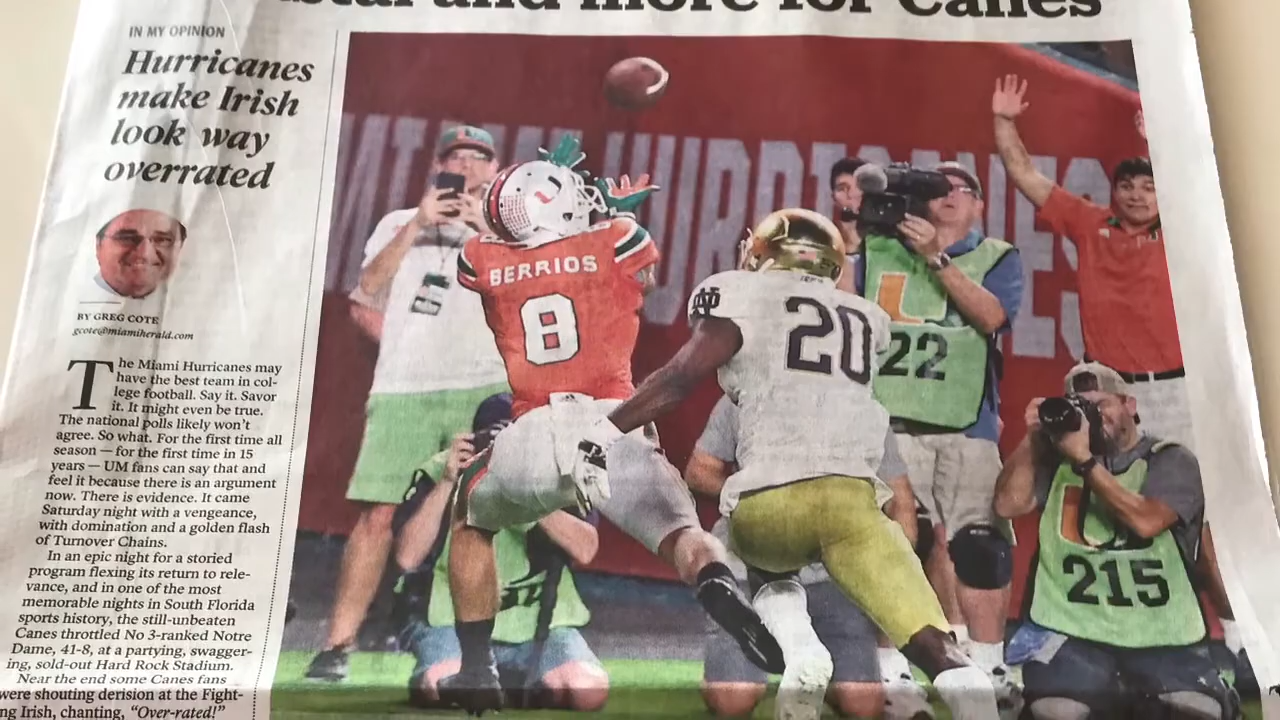 and more for Canes
IN MY OPINION
Hurricanes
make Irish
look way
overrated
BY GREG COTE
gcote@miamiherald.com
The Miami Hurricanes may
have the best team in col-
lege football. Say it. Savor
it. It might even be true.
The national polls likely won't
agree. So what. For the first time all
season — for the first time in 15
years — UM fans can say that and
feel it because there is an argument
now. There is evidence. It came
Saturday night with a vengeance,
with domination and a golden flash
of Turnover Chains.
In an epic night for a storied
program flexing its return to rele-
vance, and in one of the most
memorable nights in South Florida
sports history, the still-unbeaten
Canes throttled No 3-ranked Notre
Dame, 41-8, at a partying, swagger-
ing, sold-out Hard Rock Stadium.
Near the end some Canes fans
were shouting derision at the Fight-
ng Irish, chanting, “Over-rated!”
MIAMI HURRICANES
U
BERRIOS
8
ND
20
22
U
215